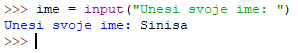 >>> ime = input("Unesi svoje ime: ")
Unesi svoje ime: Sinisa
>>>